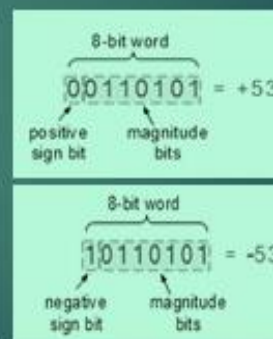 8-bit word
00110101 = +53
positive magnitude
sign bit bits
8-bit word
10110101 = -53
negative magnitude
sign bit bits